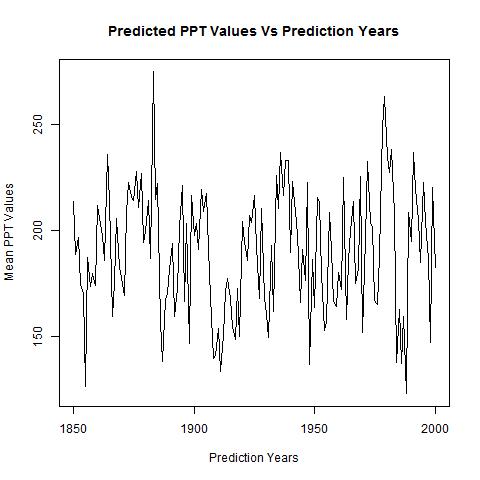 Predicted PPT Values Vs Prediction Years
Mean PPT Values
250
200
150
1850 1900 1950 2000
Prediction Years